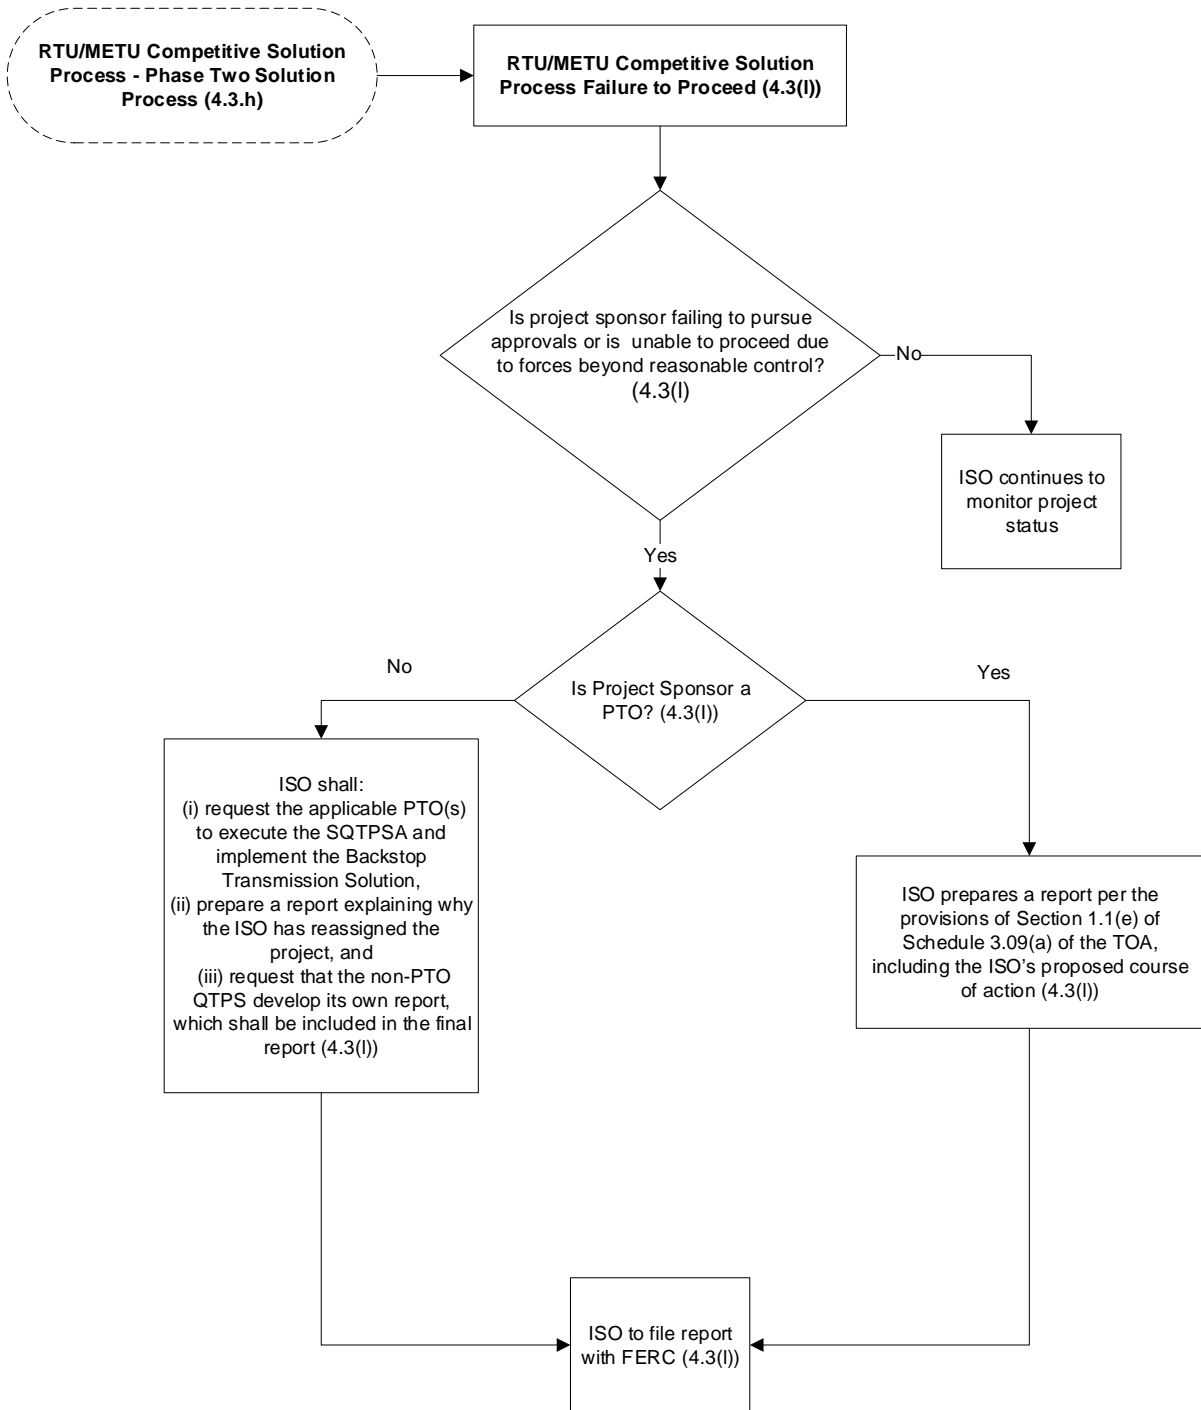 RTU/METU Competitive Solution
Process - Phase Two Solution
Process (4.3.h)
RTU/METU Competitive Solution
Process Failure to Proceed (4.3(l))
Is project sponsor failing to pursue
approvals or is unable to proceed due
to forces beyond reasonable control?
(4.3(l)
No
ISO continues to
monitor project
status
Yes
Is Project Sponsor a
PTO? (4.3(l))
No
Yes
ISO shall:
(i) request the applicable PTO(s)
to execute the SQTPSA and
implement the Backstop
Transmission Solution,
(ii) prepare a report explaining why
the ISO has reassigned the
project, and
(iii) request that the non-PTO
QTPS develop its own report,
which shall be included in the final
report (4.3(l))
ISO prepares a report per the
provisions of Section 1.1(e) of
Schedule 3.09(a) of the TOA,
including the ISO’s proposed course
of action (4.3(l))
ISO to file report
with FERC (4.3(l))